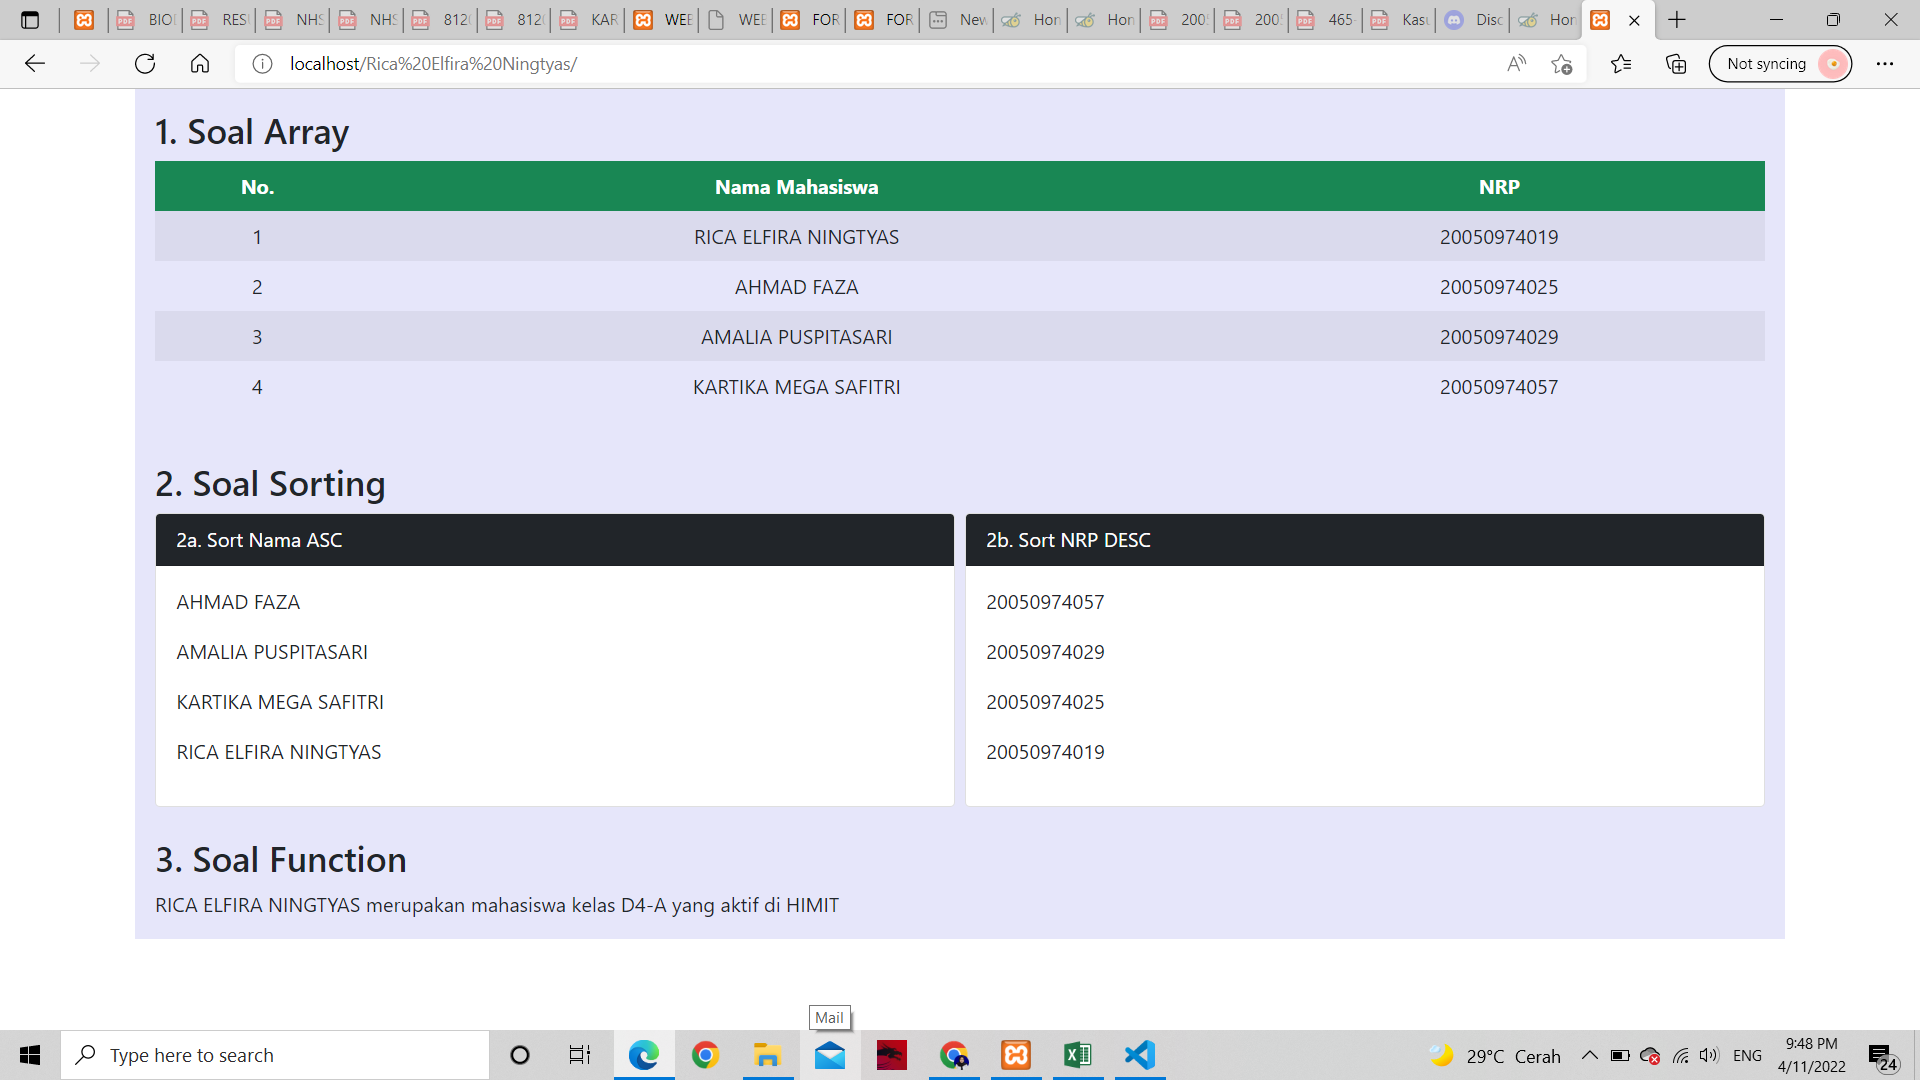 BIOI RES NHS NHS 812( 812( KAR WEE WEE FOR FOR New Hon Hon 200! 200! 465- Kasu Disc Hon
localhost/Rica%20Elfira%20Ningtyas/
Not syncing
1. Soal Array
No. Nama Mahasiswa NRP
1 RICA ELFIRA NINGTYAS 20050974019
2 AHMAD FAZA 20050974025
3 AMALIA PUSPITASARI 20050974029
4 KARTIKA MEGA SAFITRI 20050974057
2. Soal Sorting
2a. Sort Nama ASC
AHMAD FAZA
AMALIA PUSPITASARI
KARTIKA MEGA SAFITRI
RICA ELFIRA NINGTYAS
2b. Sort NRP DESC
20050974057
20050974029
20050974025
20050974019
3. Soal Function
RICA ELFIRA NINGTYAS merupakan mahasiswa kelas D4-A yang aktif di HIMIT
Mail
Type here to search
29°C Cerah
ENG
9:48 PM
4/11/2022
24